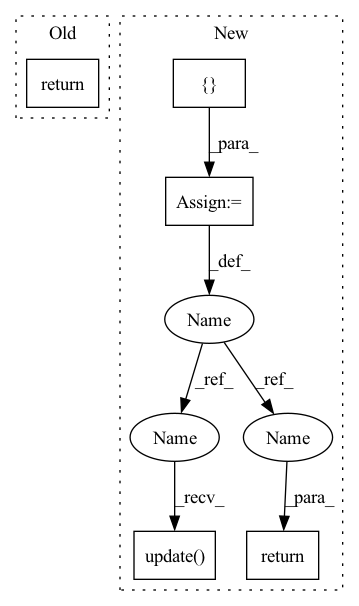 Old
New
return
{}
_para_
Assign:=
_def_
Name
_ref_
_ref_
Name
Name
_recv_
_para_
update()
return